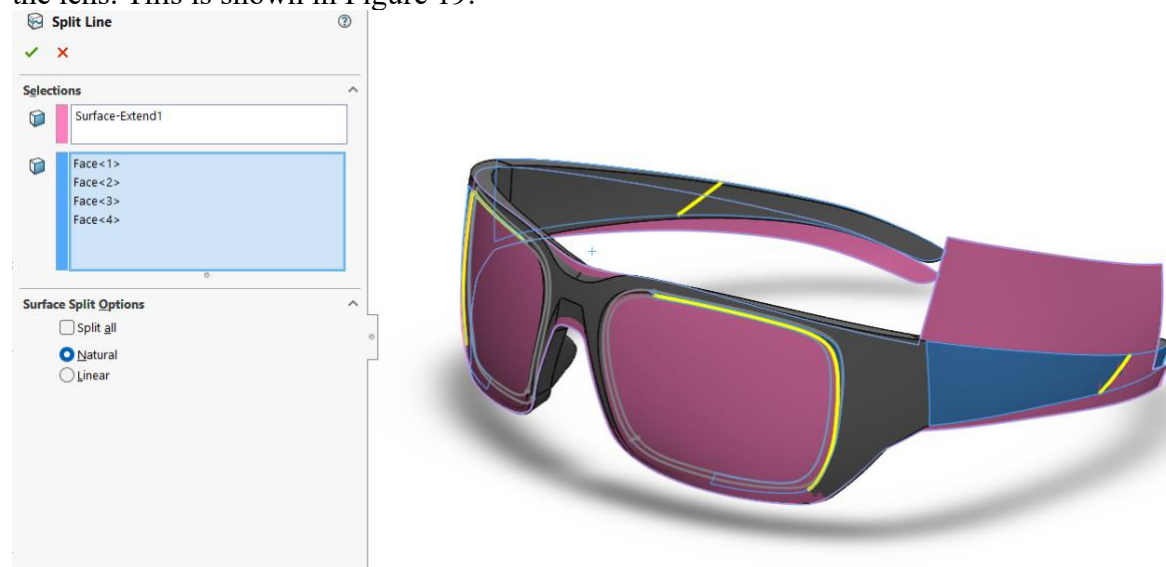 the lens. This is shown in Figure 19.
Split Line
Selections
Surface-Extend1
Face<1>
Face<2>
Face<3>
Face<4>
Surface Split Options
Split all
Natural
Linear